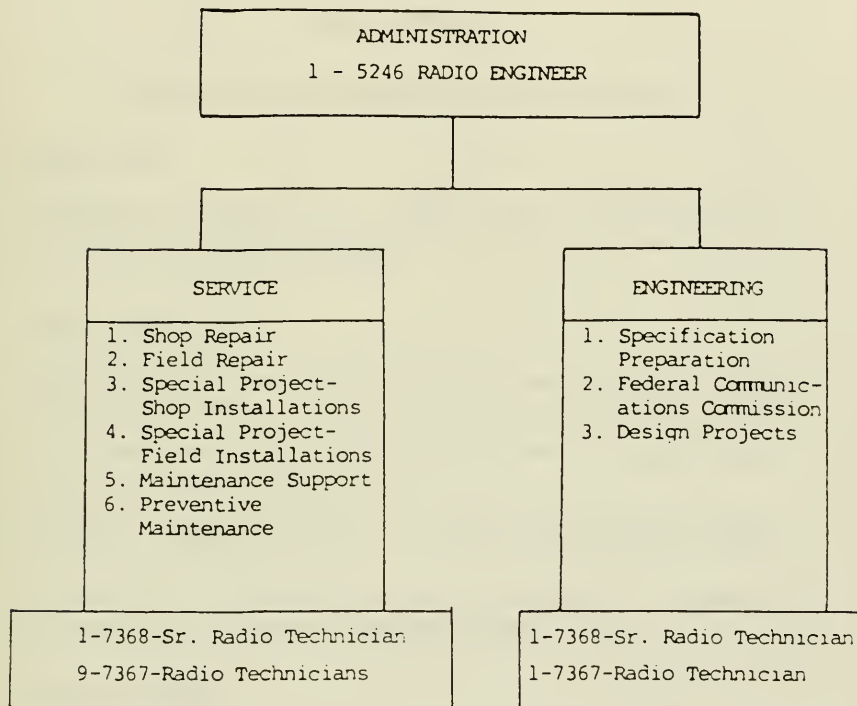 ADMINISTRATION
1 - 5246 RADIO ENGINEER
SERVICE
1. Shop Repair
2. Field Repair
3. Special Project-
Shop Installations
4. Special Project-
Field Installations
5. Maintenance Support
6. Preventive
Maintenance
1-7368-Sr. Radio Technician
9-7367-Radio Technicians
ENGINEERING
1. Specification
Preparation
2. Federal Communic-
ations Commission
3. Design Projects
1-7368-Sr. Radio Technician
1-7367-Radio Technician